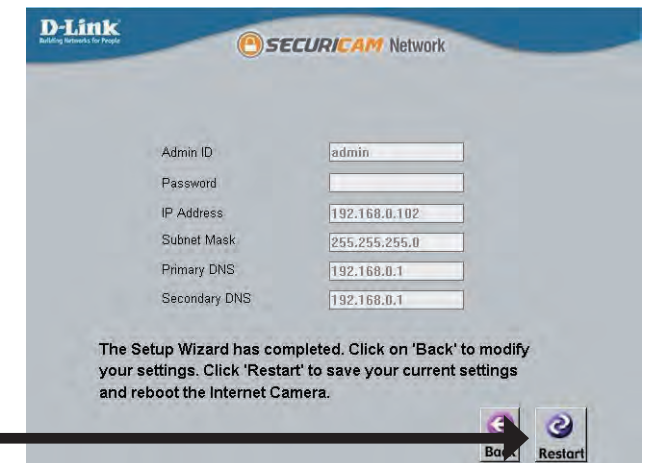 D-Link
Building Networks for People
SECURICAM Network
Admin ID admin
Password
IP Address 192.168.0.102
Subnet Mask 255.255.255.0
Primary DNS 192.168.0.1
Secondary DNS 192.168.0.1
The Setup Wizard has completed. Click on 'Back' to modify
your settings. Click 'Restart' to save your current settings
and reboot the Internet Camera.
Back Restart